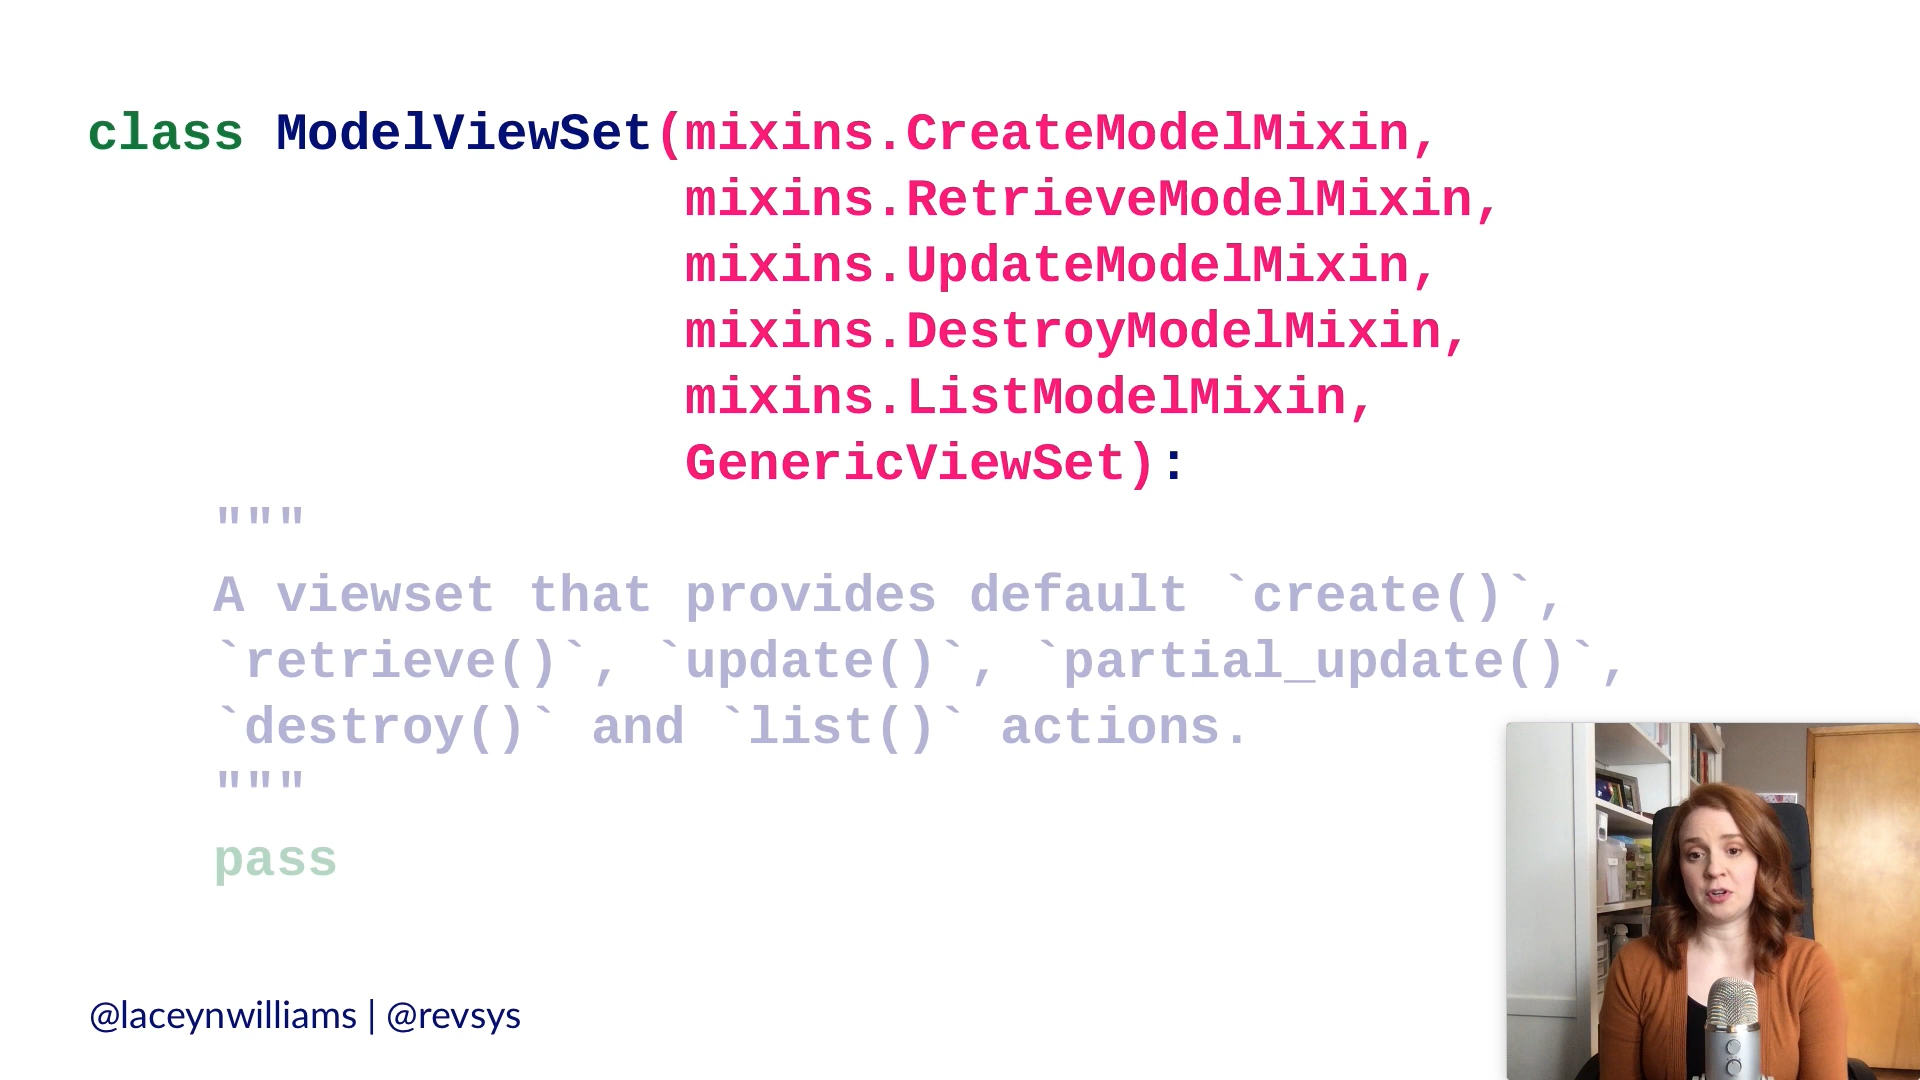 class ModelViewSet(mixins.CreateModelMixin,
mixins.RetrieveModelMixin,
mixins.UpdateModelMixin,
mixins.DestroyModelMixin,
mixins.ListModelMixin,
GenericViewSet):
"""
A viewset that provides default `create()`,
`retrieve()`, `update()`, `partial_update()`,
`destroy()` and `list()` actions.
"""
pass
@laceynwilliams | @revsys